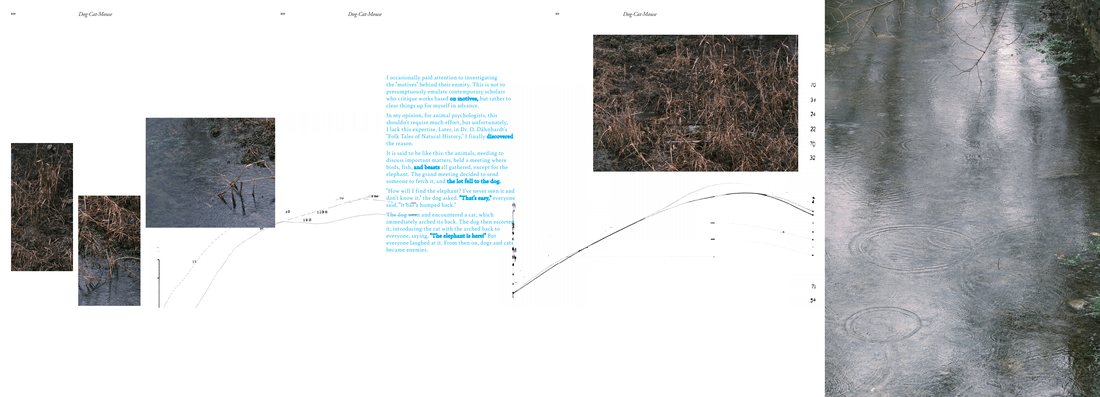 Dog-Cat-Mouse
Dog-Cat-Mouse
I occasionally paid attention to investigating
the "motives" behind their enmity. This is not to
presumptuously emulate contemporary scholars
who critique works based on motives, but rather to
clear things up for myself in advance.
In my opinion, for animal psychologists, this
shouldn't require much effort, but unfortunately,
I lack this expertise. Later, in Dr. O. Dähnhardt's
"Folk Tales of Natural History," I finally discovered
the reason.
It is said to be like this: the animals, needing to
discuss important matters, held a meeting where
birds, fish, and beasts all gathered, except for the
elephant. The grand meeting decided to send
someone to fetch it, and the lot fell to the dog.
"How will I find the elephant? I've never seen it and
don't know it," the dog asked. "That's easy," everyone
said. "It has a humped back."
The dog went and encountered a cat, which
immediately arched its back. The dog then escorted
it, introducing the cat with the arched back to
everyone, saying, "The elephant is here!" But
everyone laughed at it. From then on, dogs and cats
became enemies.
Dog-Cat-Mouse